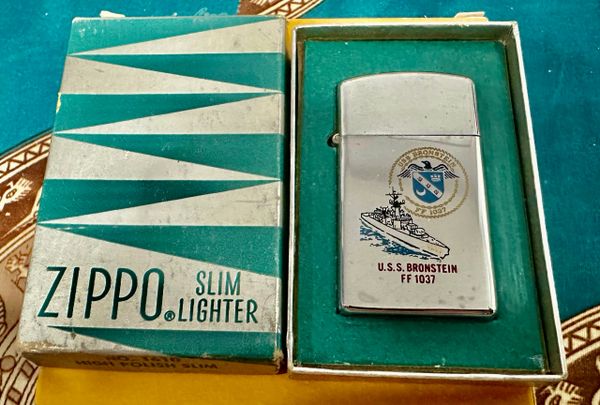 ZIPPO® SLIM
LIGHTER
HIGH POLISH SLIM
USS BRONSTEIN
FF 1037
U.S.S. BRONSTEIN
FF 1037